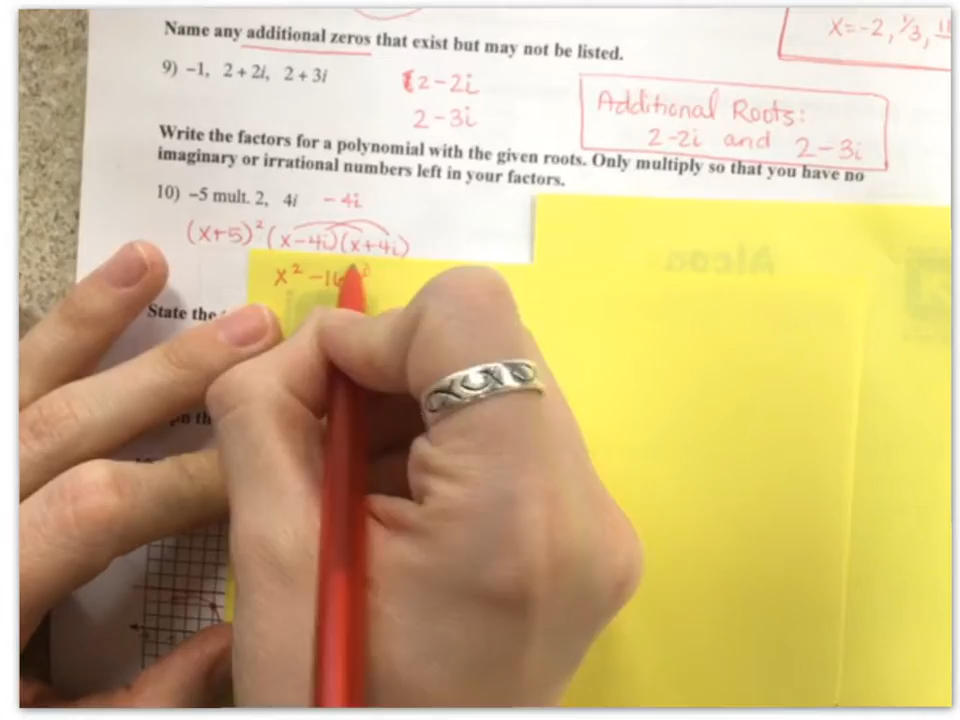 x=-2, 1/3,
Name any additional zeros that exist but may not be listed.
9) -1, 2 + 2i, 2 + 3i
2-2i
2-3i
Additional Roots:
2-2i and 2-3i
Write the factors for a polynomial with the given roots. Only multiply so that you have no
imaginary or irrational numbers left in your factors.
10) -5 mult. 2, 4i -4i
(x+5)² (x-4i)(x+4i)
x² -16
State the